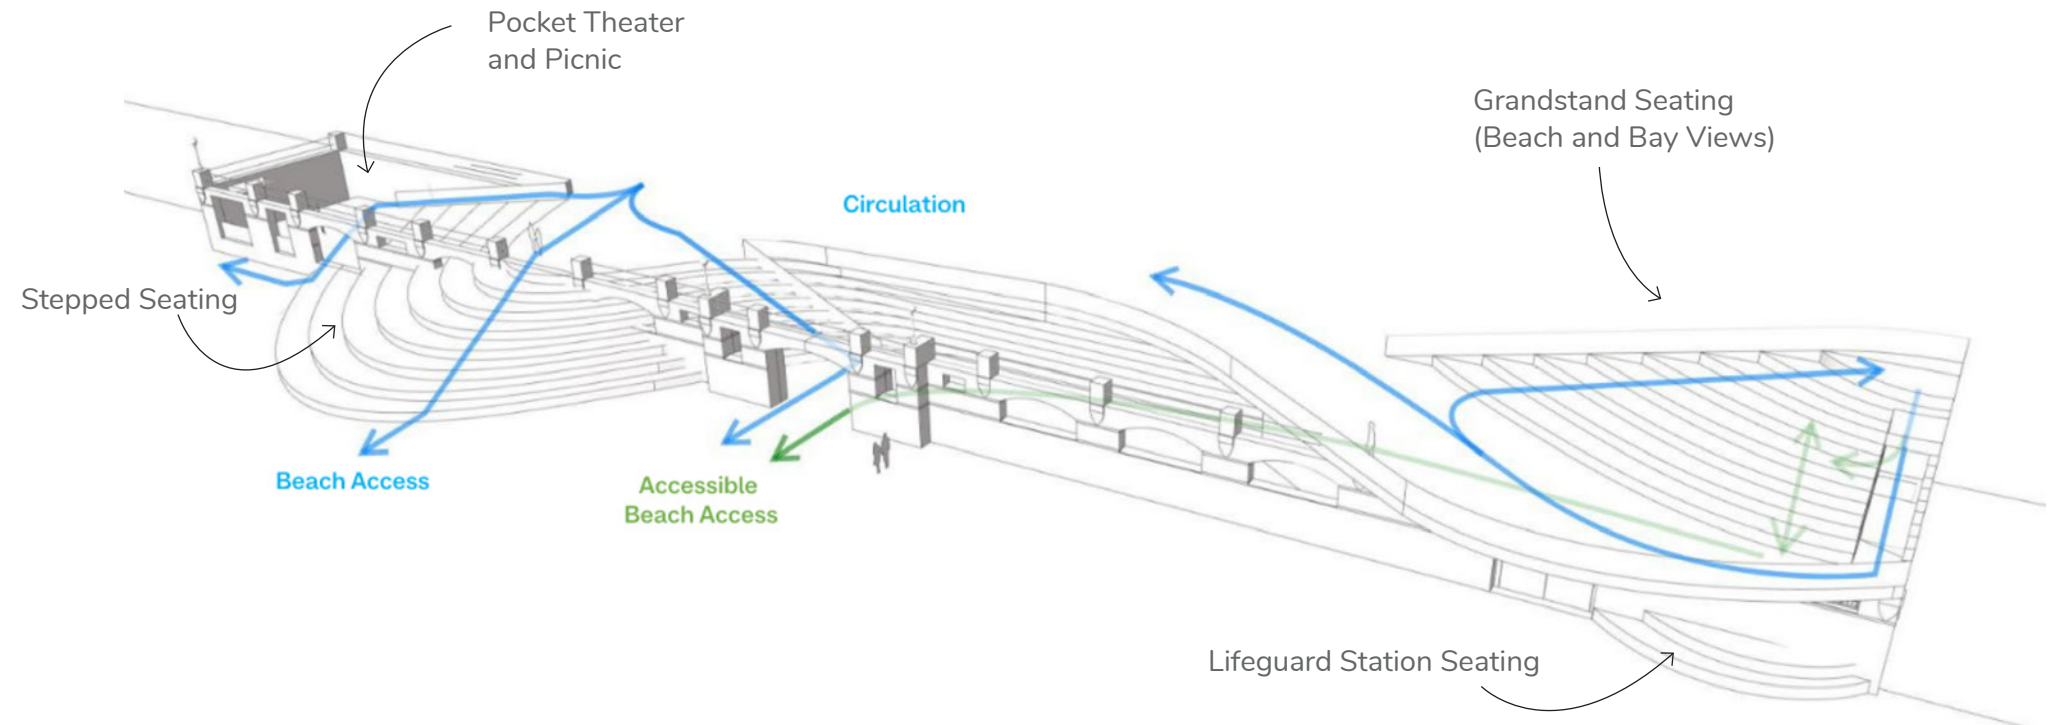 Pocket Theater
and Picnic
Grandstand Seating
(Beach and Bay Views)
Circulation
Stepped Seating
Beach Access
Accessible
Beach Access
Lifeguard Station Seating